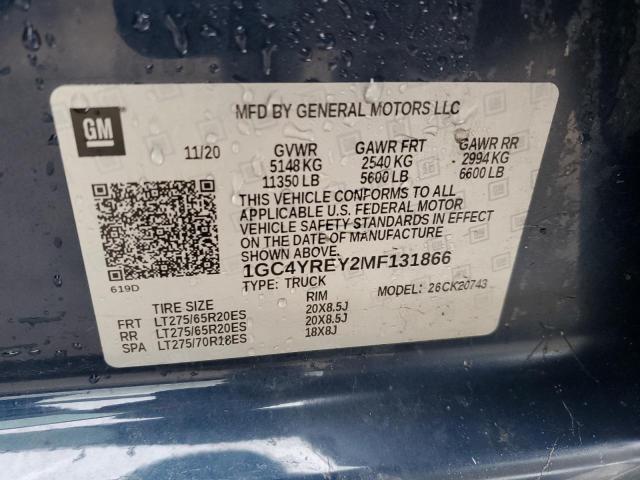 GM
MFD BY GENERAL MOTORS LLC
11/20 GVWR GAWR FRT GAWR RR
5148 KG 2540 KG 2994 KG
11350 LB 5600 LB 6600 LB
THIS VEHICLE CONFORMS TO ALL
APPLICABLE U.S. FEDERAL MOTOR
VEHICLE SAFETY STANDARDS IN EFFECT
ON THE DATE OF MANUFACTURE
SHOWN ABOVE.
1GC4YREY2MF131866
619D TYPE: TRUCK MODEL: 26CK20743
TIRE SIZE RIM
FRT LT275/65R20ES 20X8.5J
RR LT275/65R20ES 20X8.5J
SPA LT275/70R18ES 18X8J